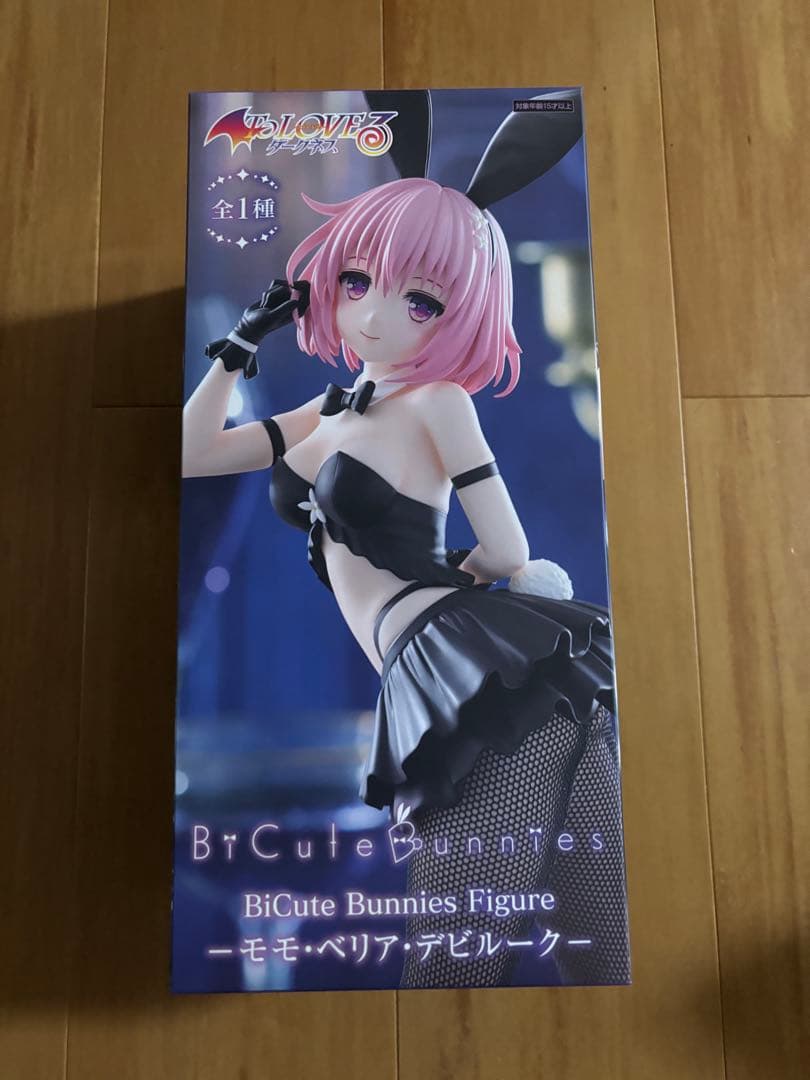 To LOVEる
ダークネス
対象年齢15才以上
全1種
BiCute Bunnies
BiCute Bunnies Figure
－モモ・ベリア・デビルーク－